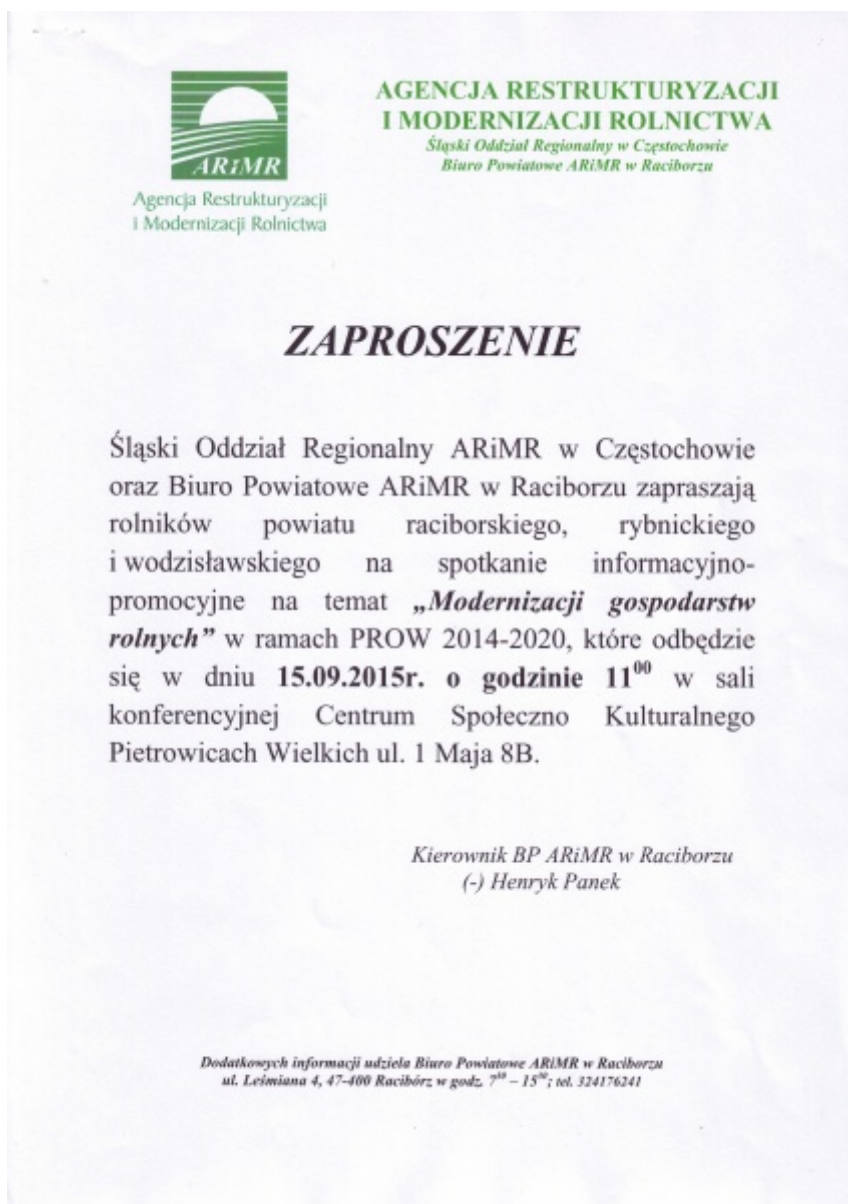 ARiMR
Agencja Restrukturyzacji
i Modernizacji Rolnictwa
AGENCJA RESTRUKTURYZACJI
I MODERNIZACJI ROLNICTWA
Śląski Oddział Regionalny w Częstochowie
Biuro Powiatowe ARiMR w Raciborzu
ZAPROSZENIE
Śląski Oddział Regionalny ARiMR w Częstochowie
oraz Biuro Powiatowe ARiMR w Raciborzu zapraszają
rolników powiatu raciborskiego, rybnickiego
i wodzisławskiego na spotkanie informacyjno-
promocyjne na temat „Modernizacji gospodarstw
rolnych” w ramach PROW 2014-2020, które odbędzie
się w dniu 15.09.2015r. o godzinie 11⁰⁰ w sali
konferencyjnej Centrum Społeczno Kulturalnego
Pietrowicach Wielkich ul. 1 Maja 8B.
Kierownik BP ARiMR w Raciborzu
(-) Henryk Panek
Dodatkowych informacji udziela Biuro Powiatowe ARiMR w Raciborzu
ul. Leśmiana 4, 47-400 Racibórz w godz. 7³⁰ – 15³⁰; tel. 324176241